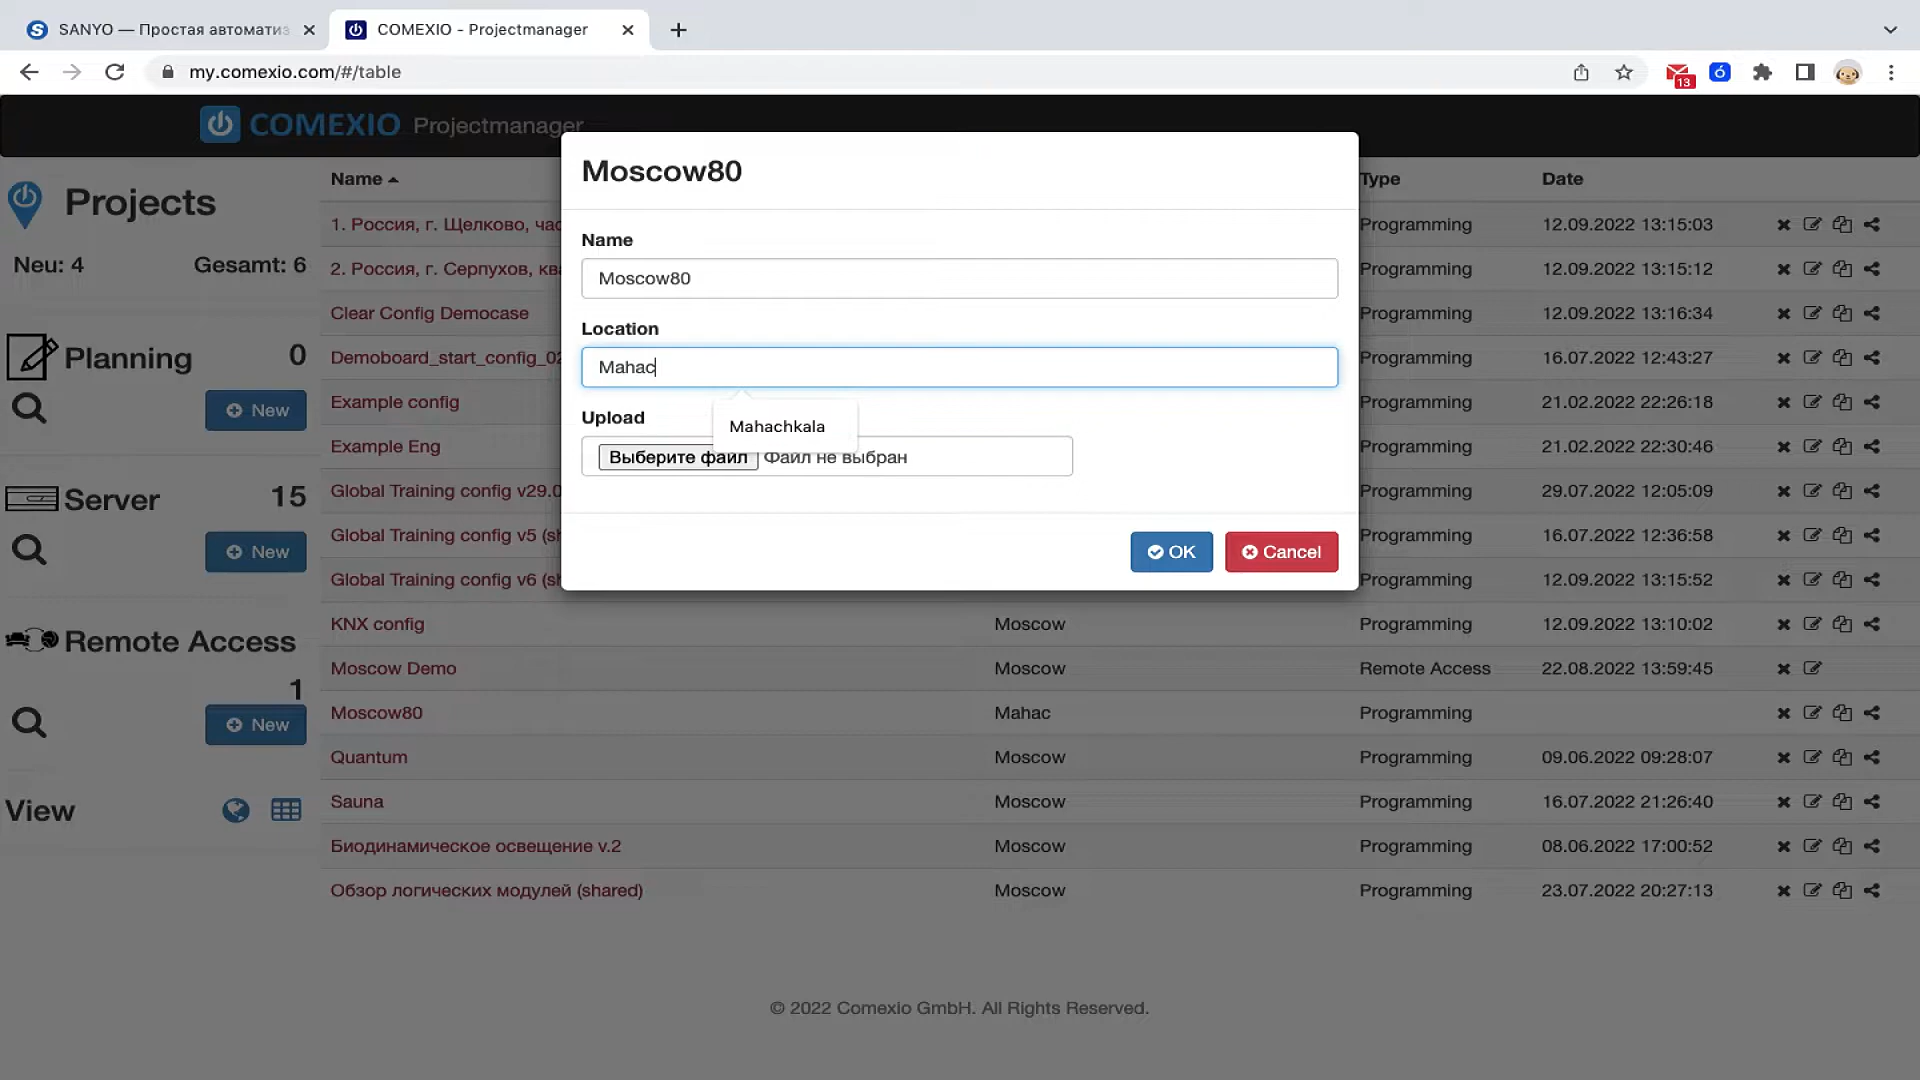 SANYO — Простая автоматиз
COMEXIO - Projectmanager
my.comexio.com/#/table
13
COMEXIO Projectmanager
Projects
Neu: 4 Gesamt: 6
Planning 0
New
Server 15
New
Remote Access
1
New
View
Name Type Date
1. Россия, г. Щелково, час Programming 12.09.2022 13:15:03
2. Россия, г. Серпухов, ква Programming 12.09.2022 13:15:12
Clear Config Democase Programming 12.09.2022 13:16:34
Demoboard_start_config_02 Programming 16.07.2022 12:43:27
Example config Programming 21.02.2022 22:26:18
Example Eng Programming 21.02.2022 22:30:46
Global Training config v29.0 Programming 29.07.2022 12:05:09
Global Training config v5 (sh Programming 16.07.2022 12:36:58
Global Training config v6 (sh Programming 12.09.2022 13:15:52
KNX config Moscow Programming 12.09.2022 13:10:02
Moscow Demo Moscow Remote Access 22.08.2022 13:59:45
Moscow80 Mahac Programming
Quantum Moscow Programming 09.06.2022 09:28:07
Sauna Moscow Programming 16.07.2022 21:26:40
Биодинамическое освещение v.2 Moscow Programming 08.06.2022 17:00:52
Обзор логических модулей (shared) Moscow Programming 23.07.2022 20:27:13
Moscow80
Name
Moscow80
Location
Mahac
Mahachkala
Upload
Выберите файл Файл не выбран
OK Cancel
© 2022 Comexio GmbH. All Rights Reserved.